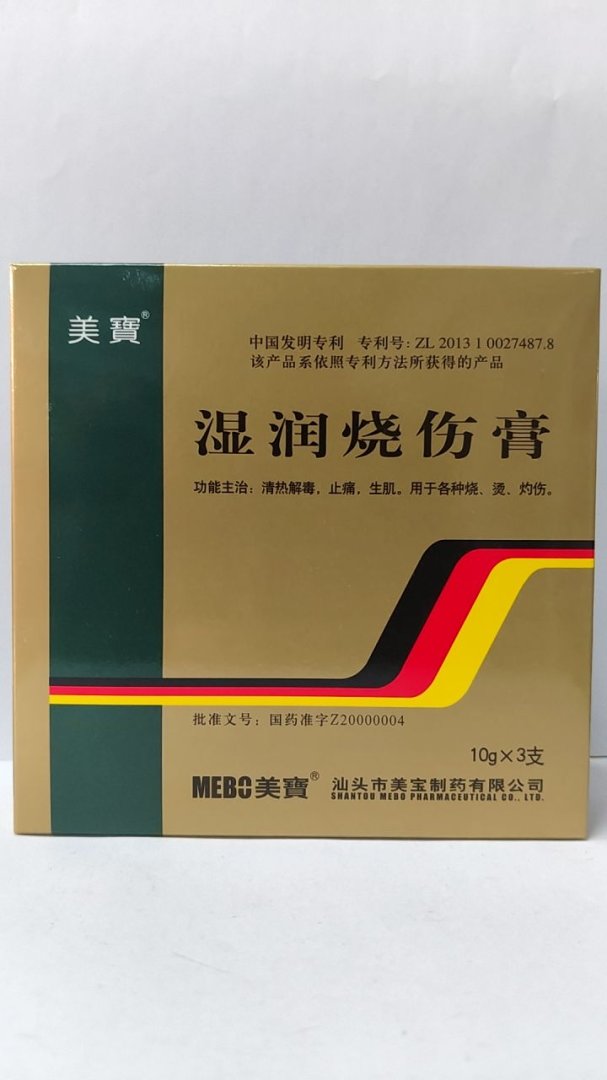 美寶®
中国发明专利 专利号：ZL 2013 1 0027487.8
该产品系依照专利方法所获得的产品
湿润烧伤膏
功能主治：清热解毒，止痛，生肌。用于各种烧、烫、灼伤。
批准文号：国药准字Z20000004
10g×3支
MEBO美寶® 汕头市美宝制药有限公司
SHANTOU MEBO PHARMACEUTICAL CO., LTD.